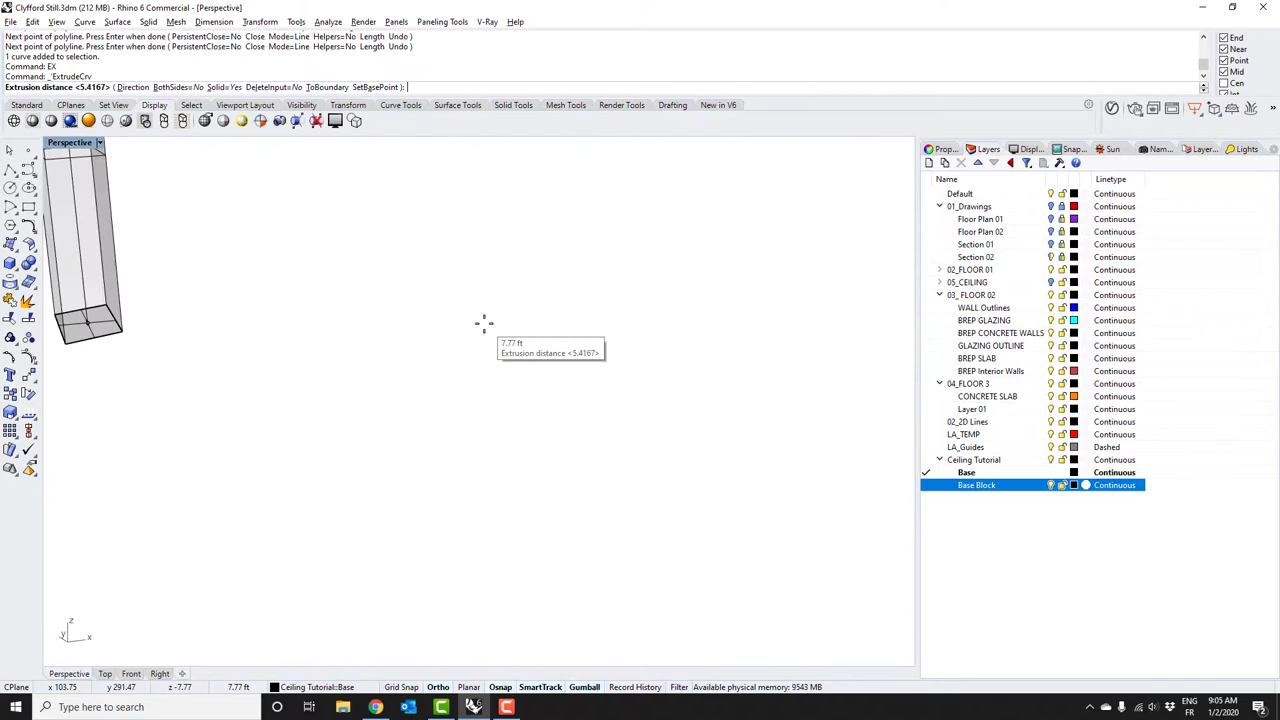 Clyfford Still.3dm (212 MB) - Rhino 6 Commercial - [Perspective]
File Edit View Curve Surface Solid Mesh Dimension Transform Tools Analyze Render Panels Paneling Tools V-Ray Help
Next point of polyline. Press Enter when done ( PersistentClose=No Close Mode=Line Helpers=No Length Undo )
Next point of polyline. Press Enter when done ( PersistentClose=No Close Mode=Line Helpers=No Length Undo )
1 curve added to selection.
Command: EX
Command: _'ExtrudeCrv
Extrusion distance <5.4167> ( Direction BothSides=No Solid=Yes DeleteInput=No ToBoundary SetBasePoint ):
End
Near
Point
Mid
Cen
Standard CPlanes Set View Display Select Viewport Layout Visibility Transform Curve Tools Surface Tools Solid Tools Mesh Tools Render Tools Drafting New in V6
Perspective
7.77 ft
Extrusion distance <5.4167>
z
y x
Prop... Layers Displ... Snap... Sun Nam... Layer... Lights
Name Linetype
Default Continuous
01_Drawings Continuous
Floor Plan 01 Continuous
Floor Plan 02 Continuous
Section 01 Continuous
Section 02 Continuous
02_FLOOR 01 Continuous
05_CEILING Continuous
03_ FLOOR 02 Continuous
WALL Outlines Continuous
BREP GLAZING Continuous
BREP CONCRETE WALLS Continuous
GLAZING OUTLINE Continuous
BREP SLAB Continuous
BREP Interior Walls Continuous
04_FLOOR 3 Continuous
CONCRETE SLAB Continuous
Layer 01 Continuous
02_2D Lines Continuous
LA_TEMP Continuous
LA_Guides Dashed
Ceiling Tutorial Continuous
Base Continuous
Base Block Continuous
Perspective Top Front Right
CPlane x 103.75 y 291.47 z -7.77 7.77 ft Ceiling Tutorial::Base Grid Snap Ortho Planar Osnap SmartTrack Gumball Record History Filter Available physical memory: 9543 MB
Type here to search
ENG
FR
9:05 AM
1/2/2020
2